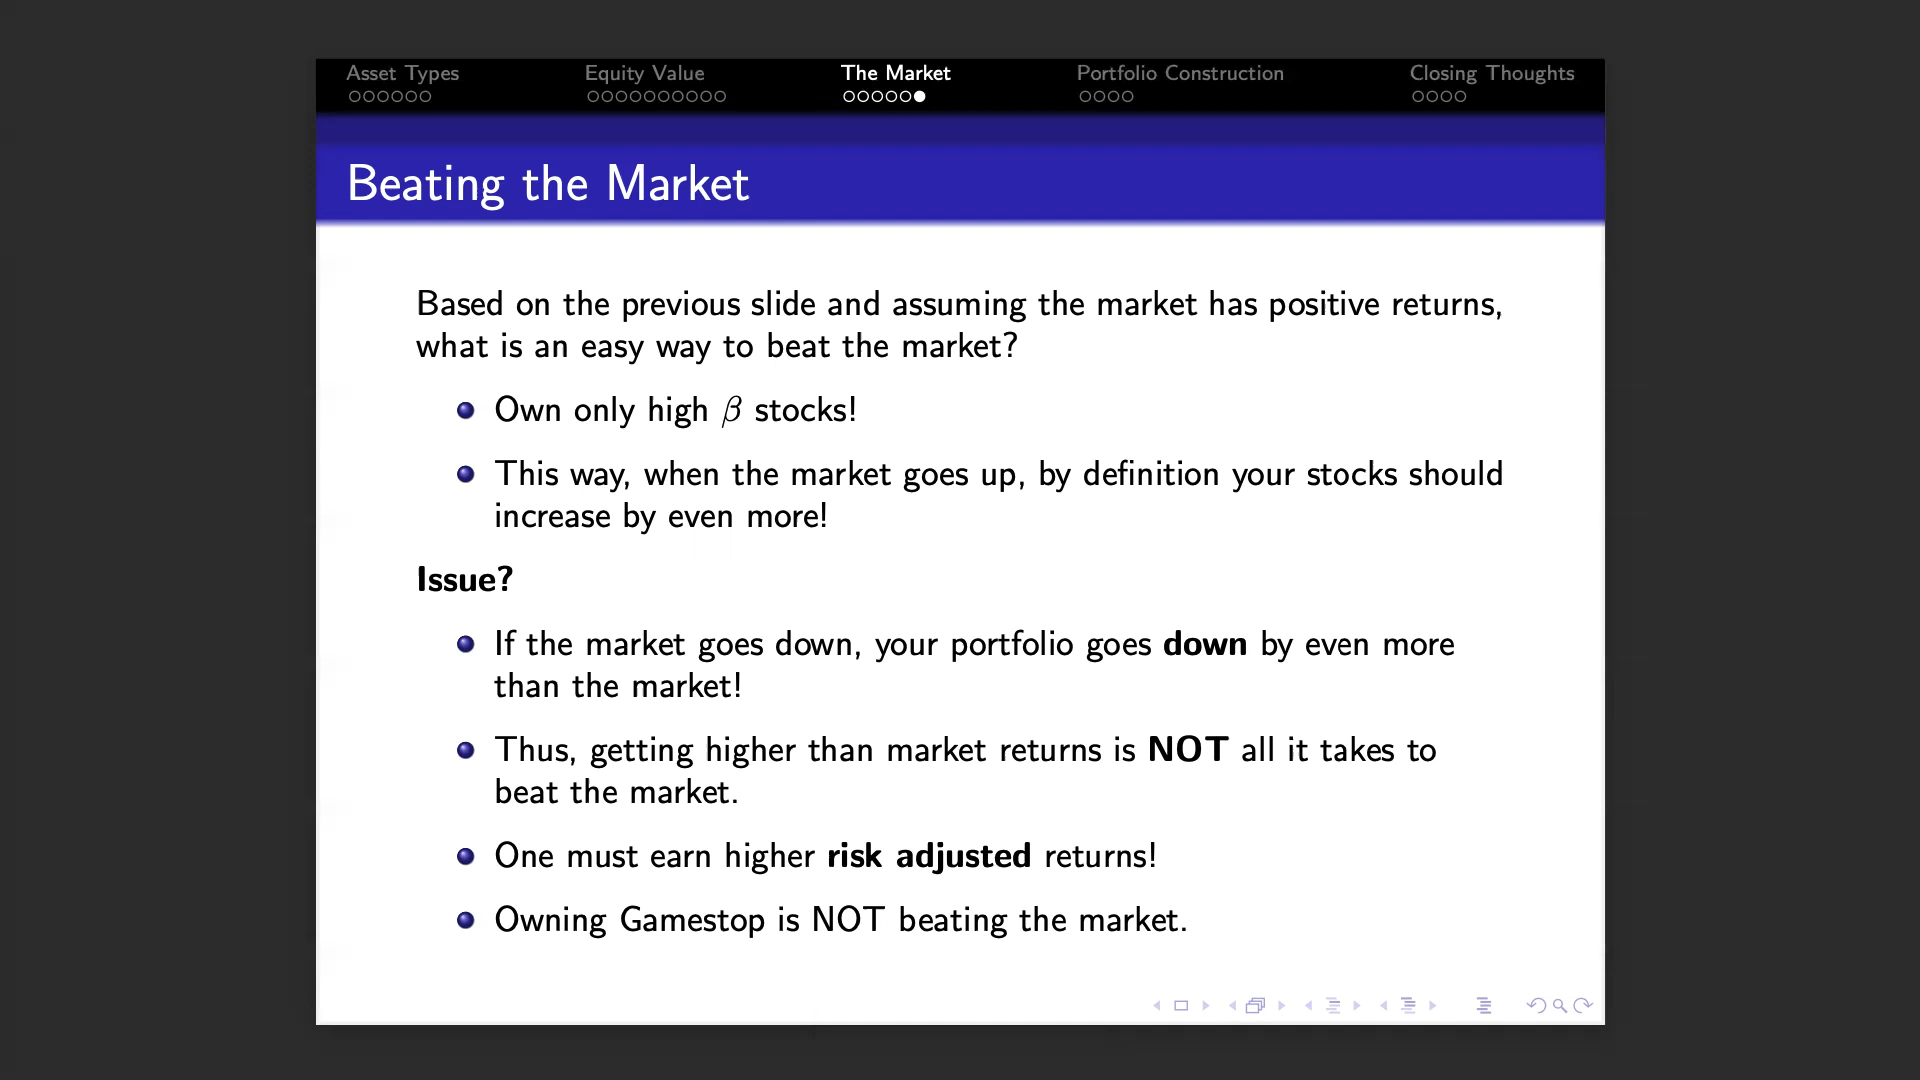 Asset Types
Equity Value
The Market
Portfolio Construction
Closing Thoughts
Beating the Market
Based on the previous slide and assuming the market has positive returns,
what is an easy way to beat the market?
Own only high β stocks!
This way, when the market goes up, by definition your stocks should
increase by even more!
Issue?
If the market goes down, your portfolio goes down by even more
than the market!
Thus, getting higher than market returns is NOT all it takes to
beat the market.
One must earn higher risk adjusted returns!
Owning Gamestop is NOT beating the market.